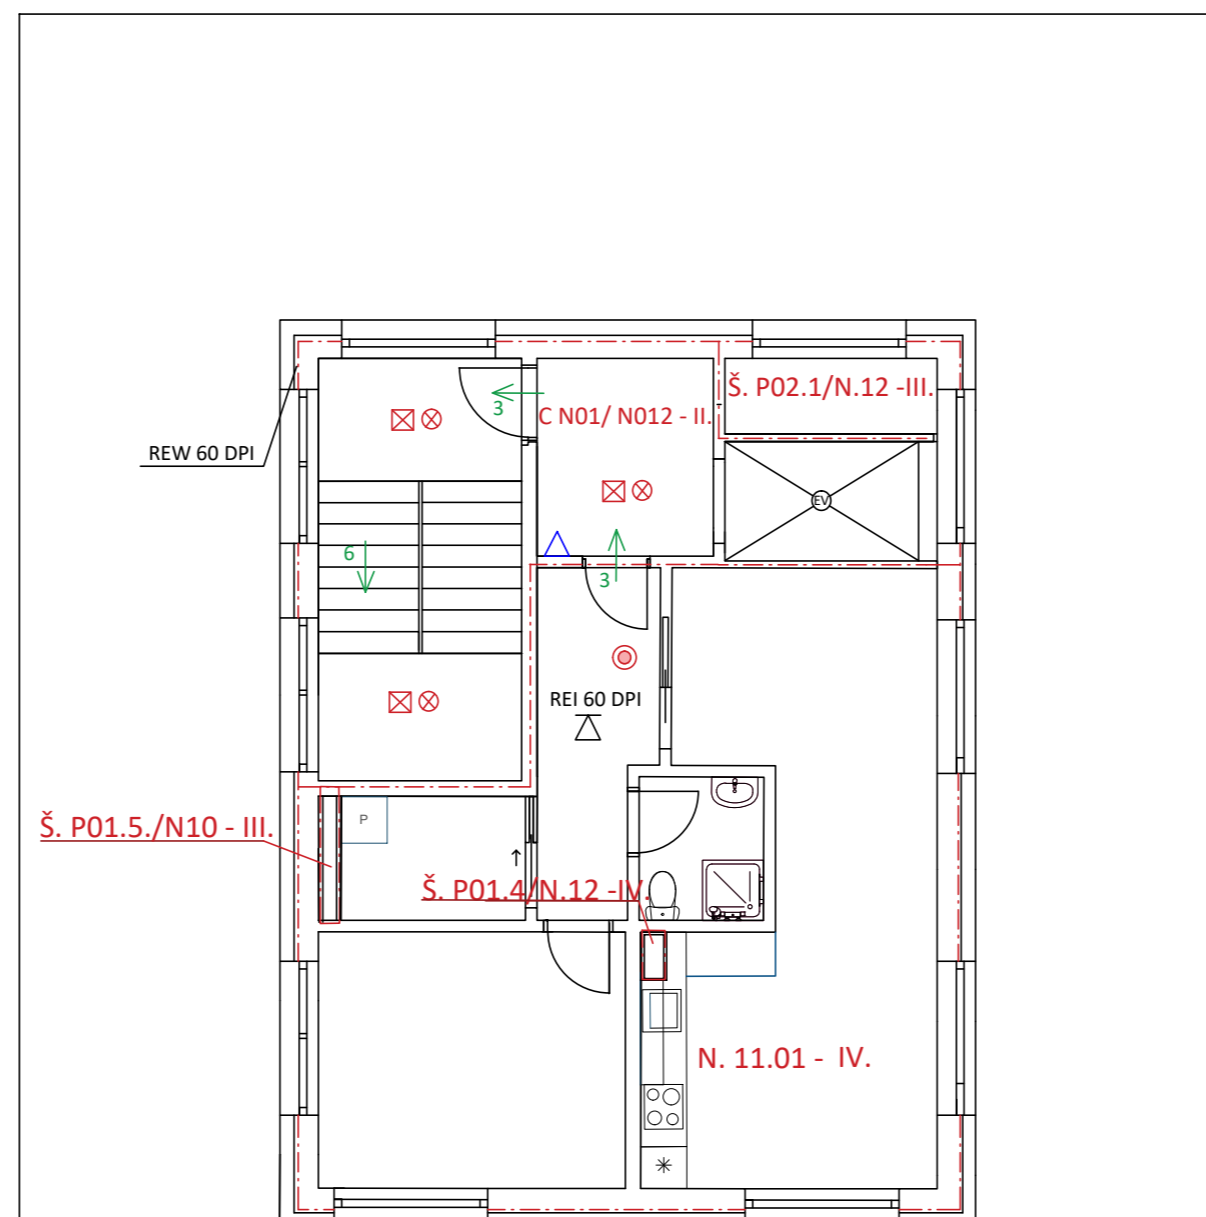 Š. P02.1/N.12 -III.
3
C N01/ N012 - II.
REW 60 DPI
EV
6
3
REI 60 DPI
P
Š. P01.5./N10 - III.
Š. P01.4/N.12 -IV.
N. 11.01 - IV.